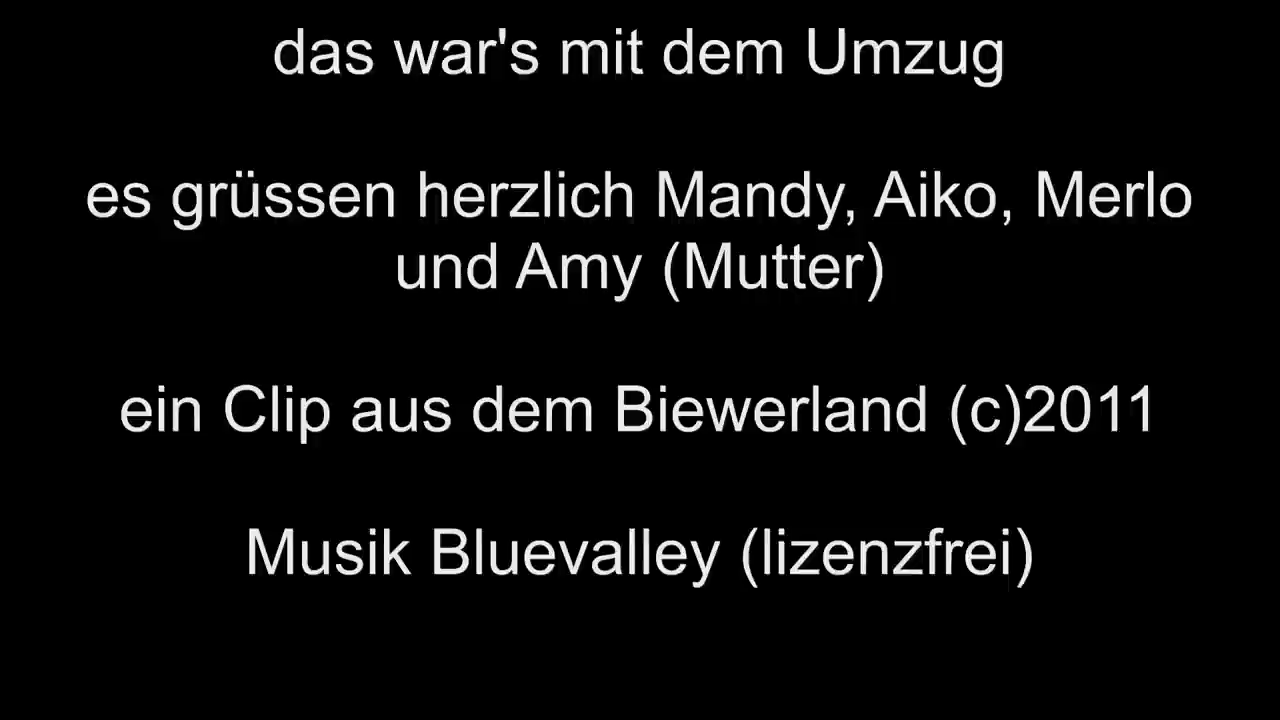 das war's mit dem Umzug
es grüssen herzlich Mandy, Aiko, Merlo
und Amy (Mutter)
ein Clip aus dem Biewerland (c)2011
Musik Bluevalley (lizenzfrei)